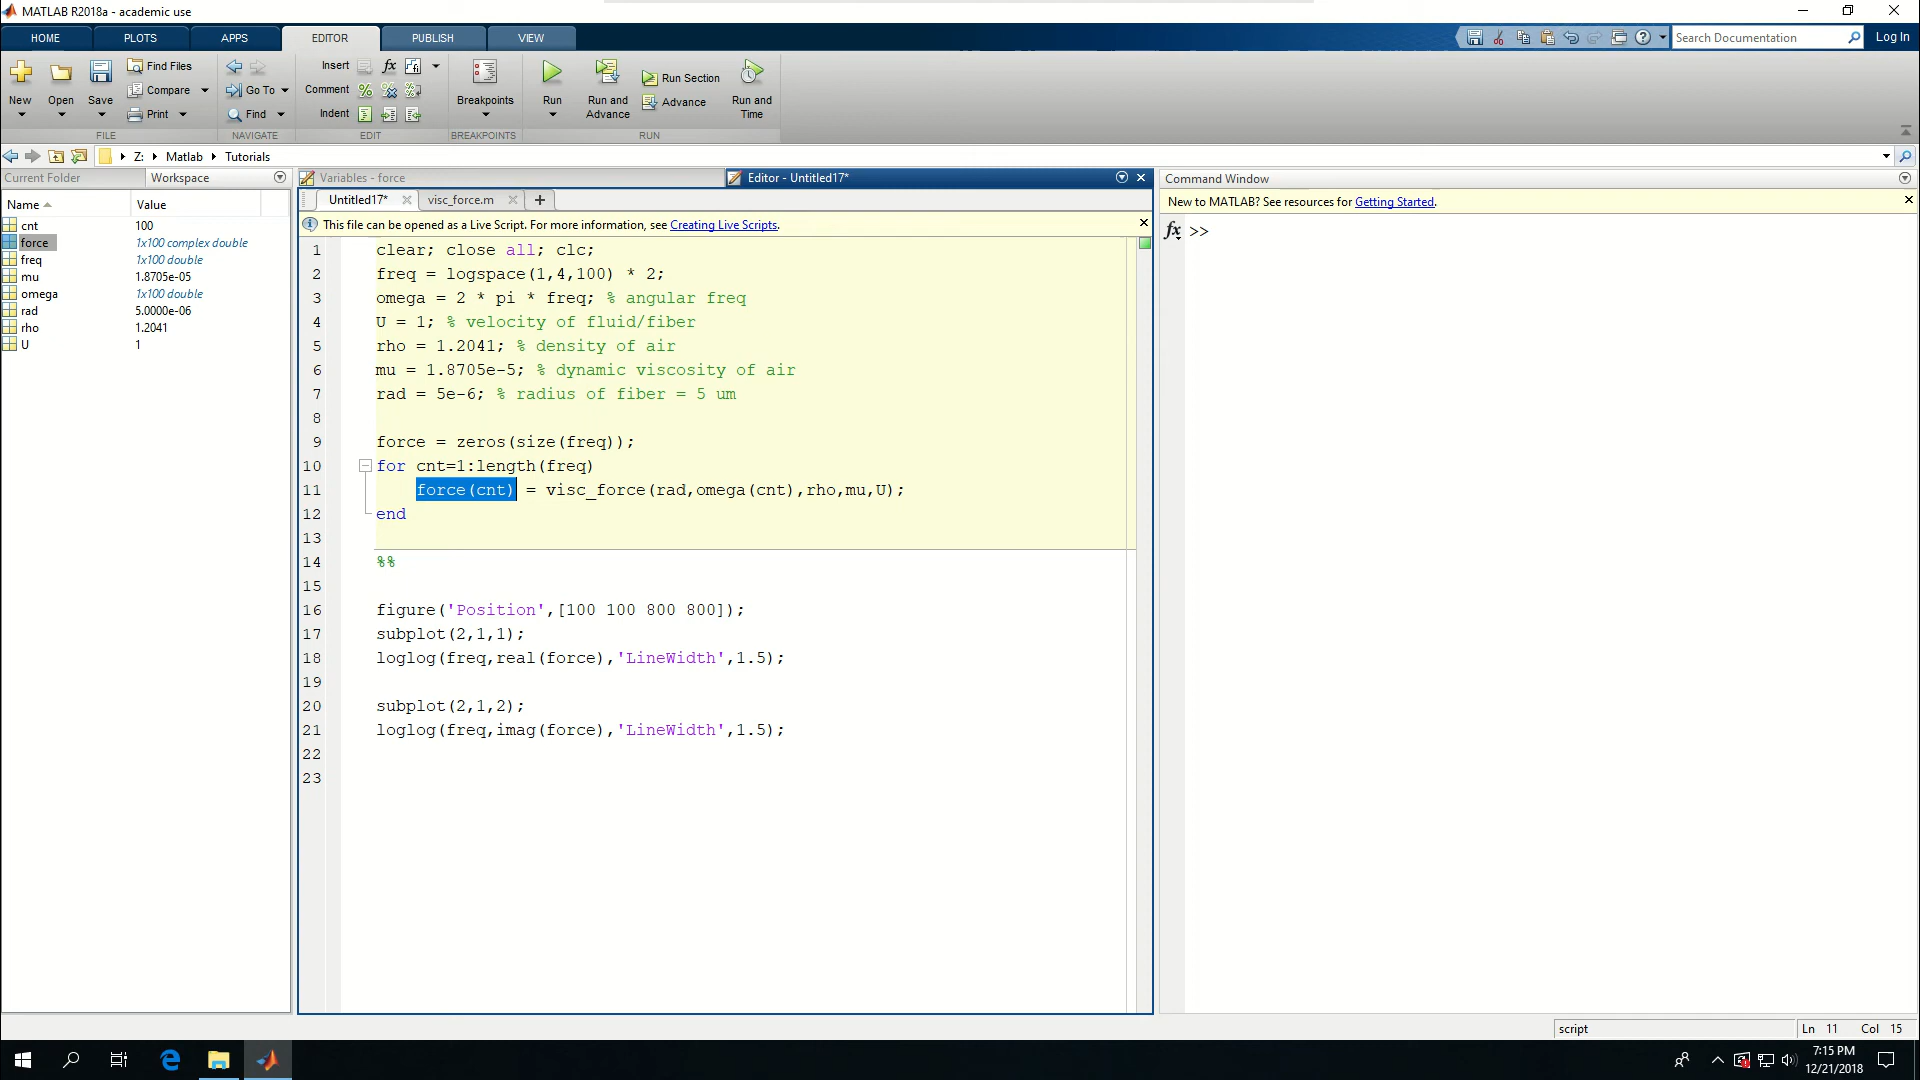 MATLAB R2018a - academic use
HOME PLOTS APPS EDITOR PUBLISH VIEW
Search Documentation Log In
New Open Save Find Files Compare Print
Go To Find
Insert fx Comment Indent
Breakpoints
Run Run and Advance Run Section Advance Run and Time
FILE NAVIGATE EDIT BREAKPOINTS RUN
Z: Matlab Tutorials
Current Folder Workspace
Name Value
cnt 100
force 1x100 complex double
freq 1x100 double
mu 1.8705e-05
omega 1x100 double
rad 5.0000e-06
rho 1.2041
U 1
Variables - force Editor - Untitled17*
Untitled17* visc_force.m
This file can be opened as a Live Script. For more information, see Creating Live Scripts.
1 clear; close all; clc;
2 freq = logspace(1,4,100) * 2;
3 omega = 2 * pi * freq; % angular freq
4 U = 1; % velocity of fluid/fiber
5 rho = 1.2041; % density of air
6 mu = 1.8705e-5; % dynamic viscosity of air
7 rad = 5e-6; % radius of fiber = 5 um
8
9 force = zeros(size(freq));
10 for cnt=1:length(freq)
11 force(cnt) = visc_force(rad,omega(cnt),rho,mu,U);
12 end
13
14 %%
15
16 figure('Position',[100 100 800 800]);
17 subplot(2,1,1);
18 loglog(freq,real(force),'LineWidth',1.5);
19
20 subplot(2,1,2);
21 loglog(freq,imag(force),'LineWidth',1.5);
22
23
Command Window
New to MATLAB? See resources for Getting Started.
fx >>
script Ln 11 Col 15
7:15 PM
12/21/2018